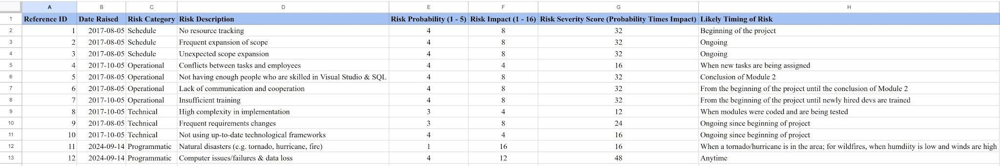 A B C D E F G H
1 Reference ID Date Raised Risk Category Risk Description Risk Probability (1 - 5) Risk Impact (1 - 16) Risk Severity Score (Probability Times Impact) Likely Timing of Risk
2 1 2017-08-05 Schedule No resource tracking 4 8 32 Beginning of the project
3 2 2017-08-05 Schedule Frequent expansion of scope 4 8 32 Ongoing
4 3 2017-08-05 Schedule Unexpected scope expansion 4 8 32 Ongoing
5 4 2017-10-05 Operational Conflicts between tasks and employees 4 4 16 When new tasks are being assigned
6 5 2017-08-05 Operational Not having enough people who are skilled in Visual Studio & SQL 4 8 32 Conclusion of Module 2
7 6 2017-08-05 Operational Lack of communication and cooperation 4 8 32 From the beginning of the project until the conclusion of Module 2
8 7 2017-10-05 Operational Insufficient training 4 8 32 From the beginning of the project until newly hired devs are trained
9 8 2017-10-05 Technical High complexity in implementation 3 4 12 When modules were coded and are being tested
10 9 2017-08-05 Technical Frequent requirements changes 3 8 24 Ongoing since beginning of project
11 10 2017-10-05 Technical Not using up-to-date technological frameworks 4 4 16 Ongoing since beginning of project
12 11 2024-09-14 Programmatic Natural disasters (e.g. tornado, hurricane, fire) 1 16 16 When a tornado/hurricane is in the area; for wildfires, when humdiity is low and winds are high
13 12 2024-09-14 Programmatic Computer issues/failures & data loss 4 12 48 Anytime